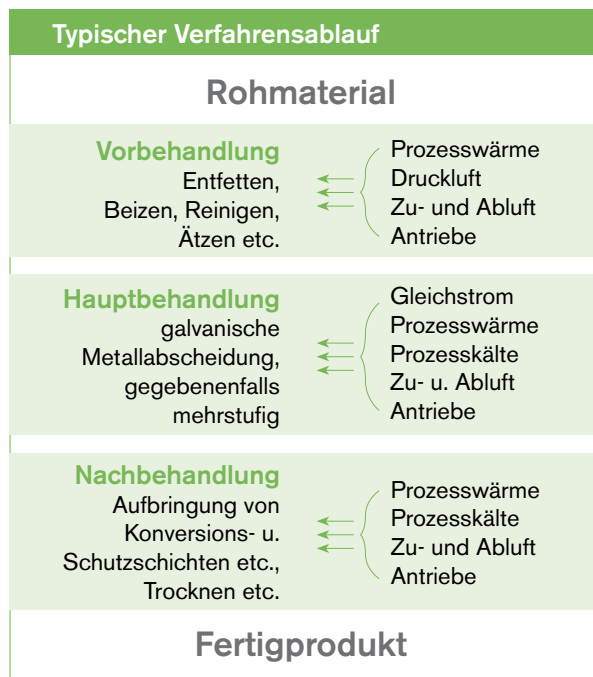 Typischer Verfahrensablauf
Rohmaterial
Vorbehandlung
Entfetten,
Beizen, Reinigen,
Ätzen etc.
Prozesswärme
Druckluft
Zu- und Abluft
Antriebe
Hauptbehandlung
galvanische
Metallabscheidung,
gegebenenfalls
mehrstufig
Gleichstrom
Prozesswärme
Prozesskälte
Zu- u. Abluft
Antriebe
Nachbehandlung
Aufbringung von
Konversions- u.
Schutzschichten etc.,
Trocknen etc.
Prozesswärme
Prozesskälte
Zu- und Abluft
Antriebe
Fertigprodukt